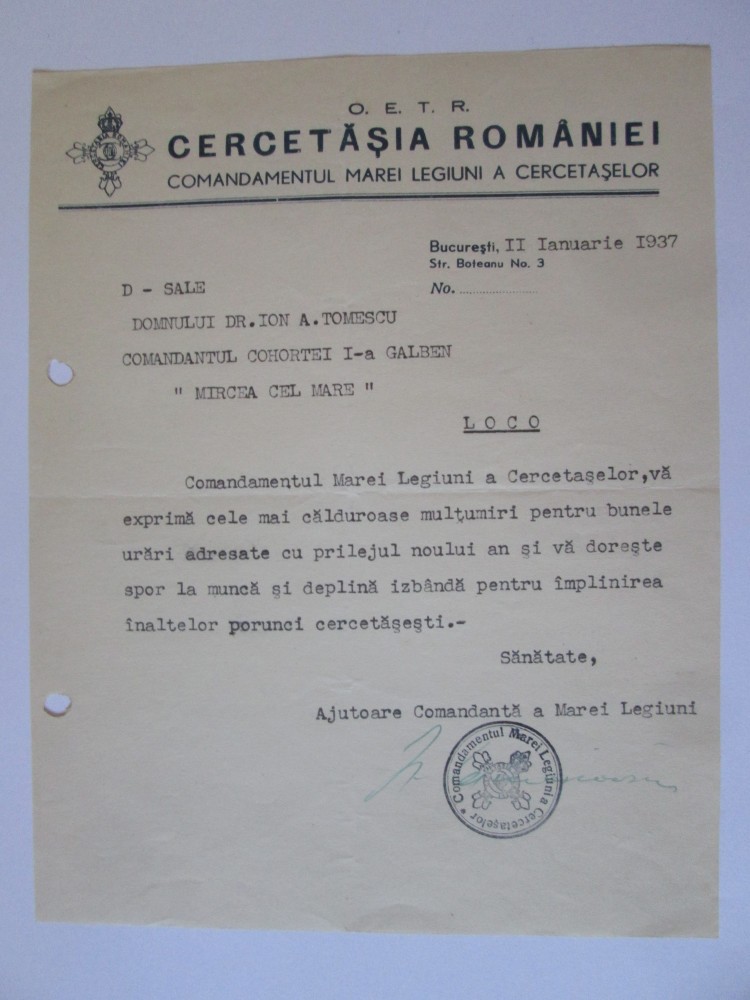 O. E. T. R.
CERCETĂȘIA ROMÂNIEI
COMANDAMENTUL MAREI LEGIUNI A CERCETAȘELOR
București, II Ianuarie I937
Str. Boteanu No. 3
D - SALE
No. ....................
DOMNULUI DR.ION A.TOMESCU
COMANDANTUL COHORTEI I-a GALBEN
" MIRCEA CEL MARE "
L O C O
Comandamentul Marei Legiuni a Cercetașelor,vă
exprimă cele mai călduroase mulțumiri pentru bunele
urări adresate cu prilejul noului an și vă dorește
spor la muncă și deplină izbândă pentru împlinirea
înaltelor porunci cercetășești.-
Sănătate,
Ajutoare Comandantă a Marei Legiuni
Comandamentul Marei Legiuni a Cercetașelor